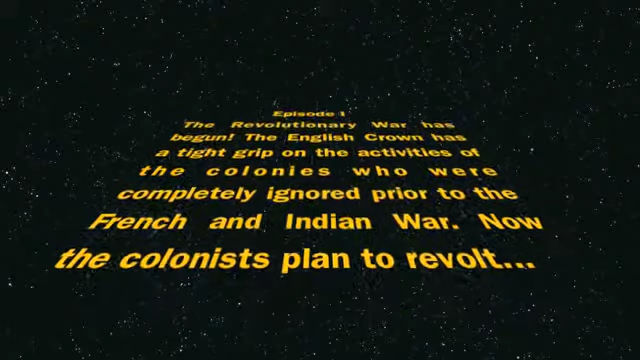 Episode I
The Revolutionary War has
begun! The English Crown has
a tight grip on the activities of
the colonies who were
completely ignored prior to the
French and Indian War. Now
the colonists plan to revolt...